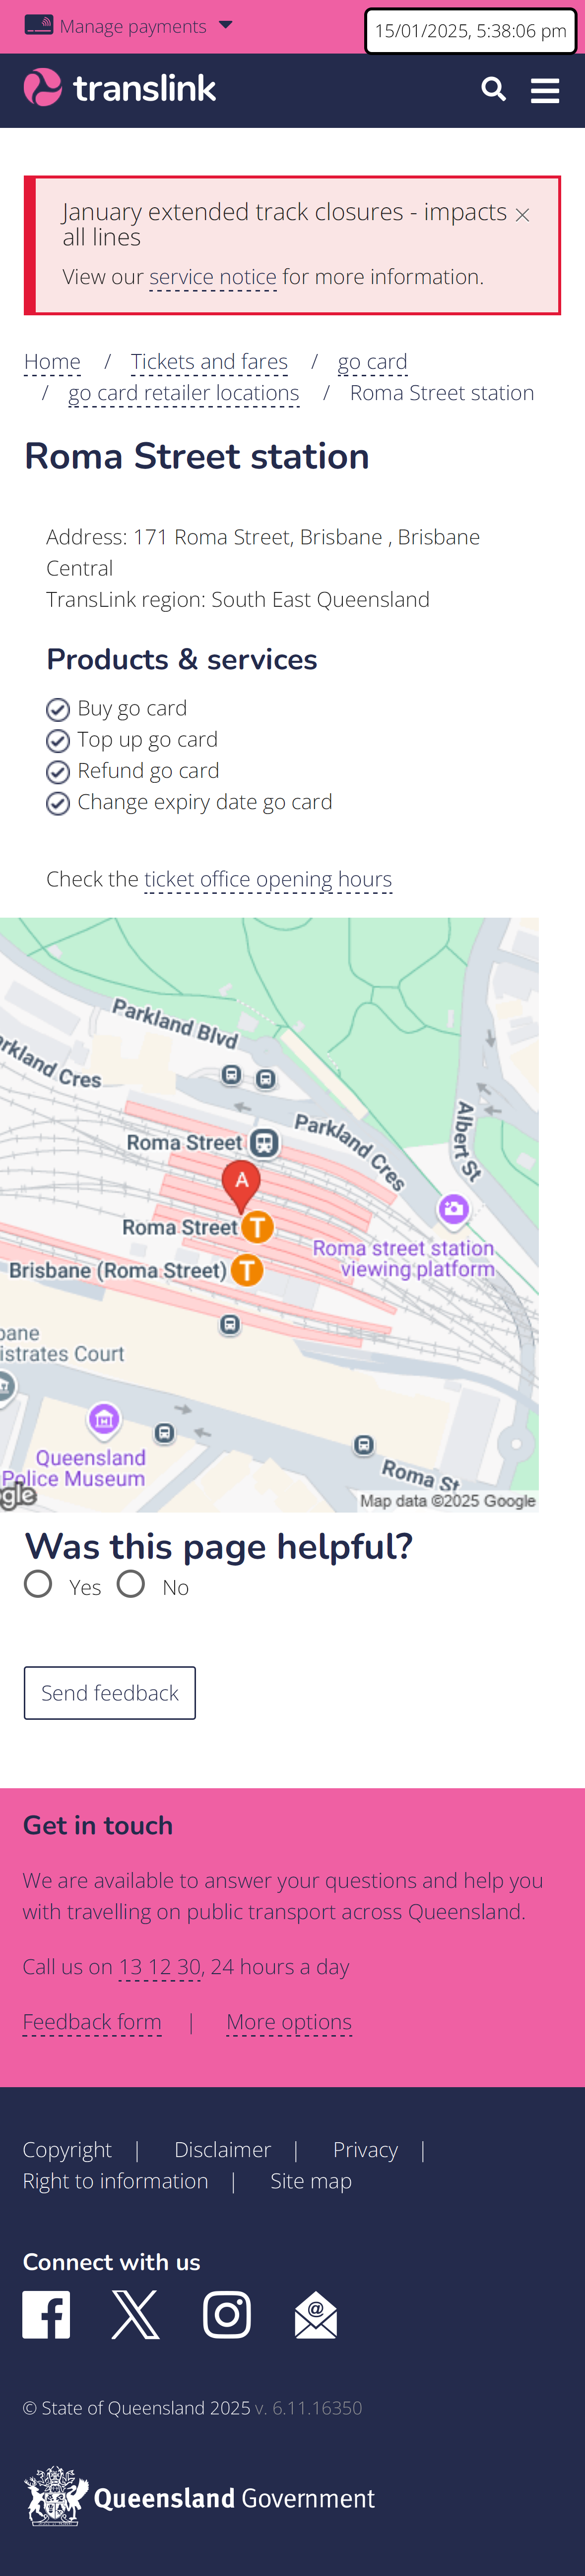 Manage payments
15/01/2025, 5:38:06 pm
translink
January extended track closures - impacts
all lines
View our service notice for more information.
Home / Tickets and fares / go card
/ go card retailer locations / Roma Street station
Roma Street station
Address: 171 Roma Street, Brisbane , Brisbane
Central
TransLink region: South East Queensland
Products & services
Buy go card
Top up go card
Refund go card
Change expiry date go card
Check the ticket office opening hours
Parkland Blvd
arkland Cres
Albert St
Parkland Cres
Roma Street
A
Roma Street T
Roma street station
viewing platform
Brisbane (Roma Street) T
bane
istrates Court
Queensland
Police Museum
Roma St
gle
Map data ©2025 Google
Was this page helpful?
Yes No
Send feedback
Get in touch
We are available to answer your questions and help you
with travelling on public transport across Queensland.
Call us on 13 12 30, 24 hours a day
Feedback form | More options
Copyright | Disclaimer | Privacy |
Right to information | Site map
Connect with us
© State of Queensland 2025 v. 6.11.16350
Queensland Government